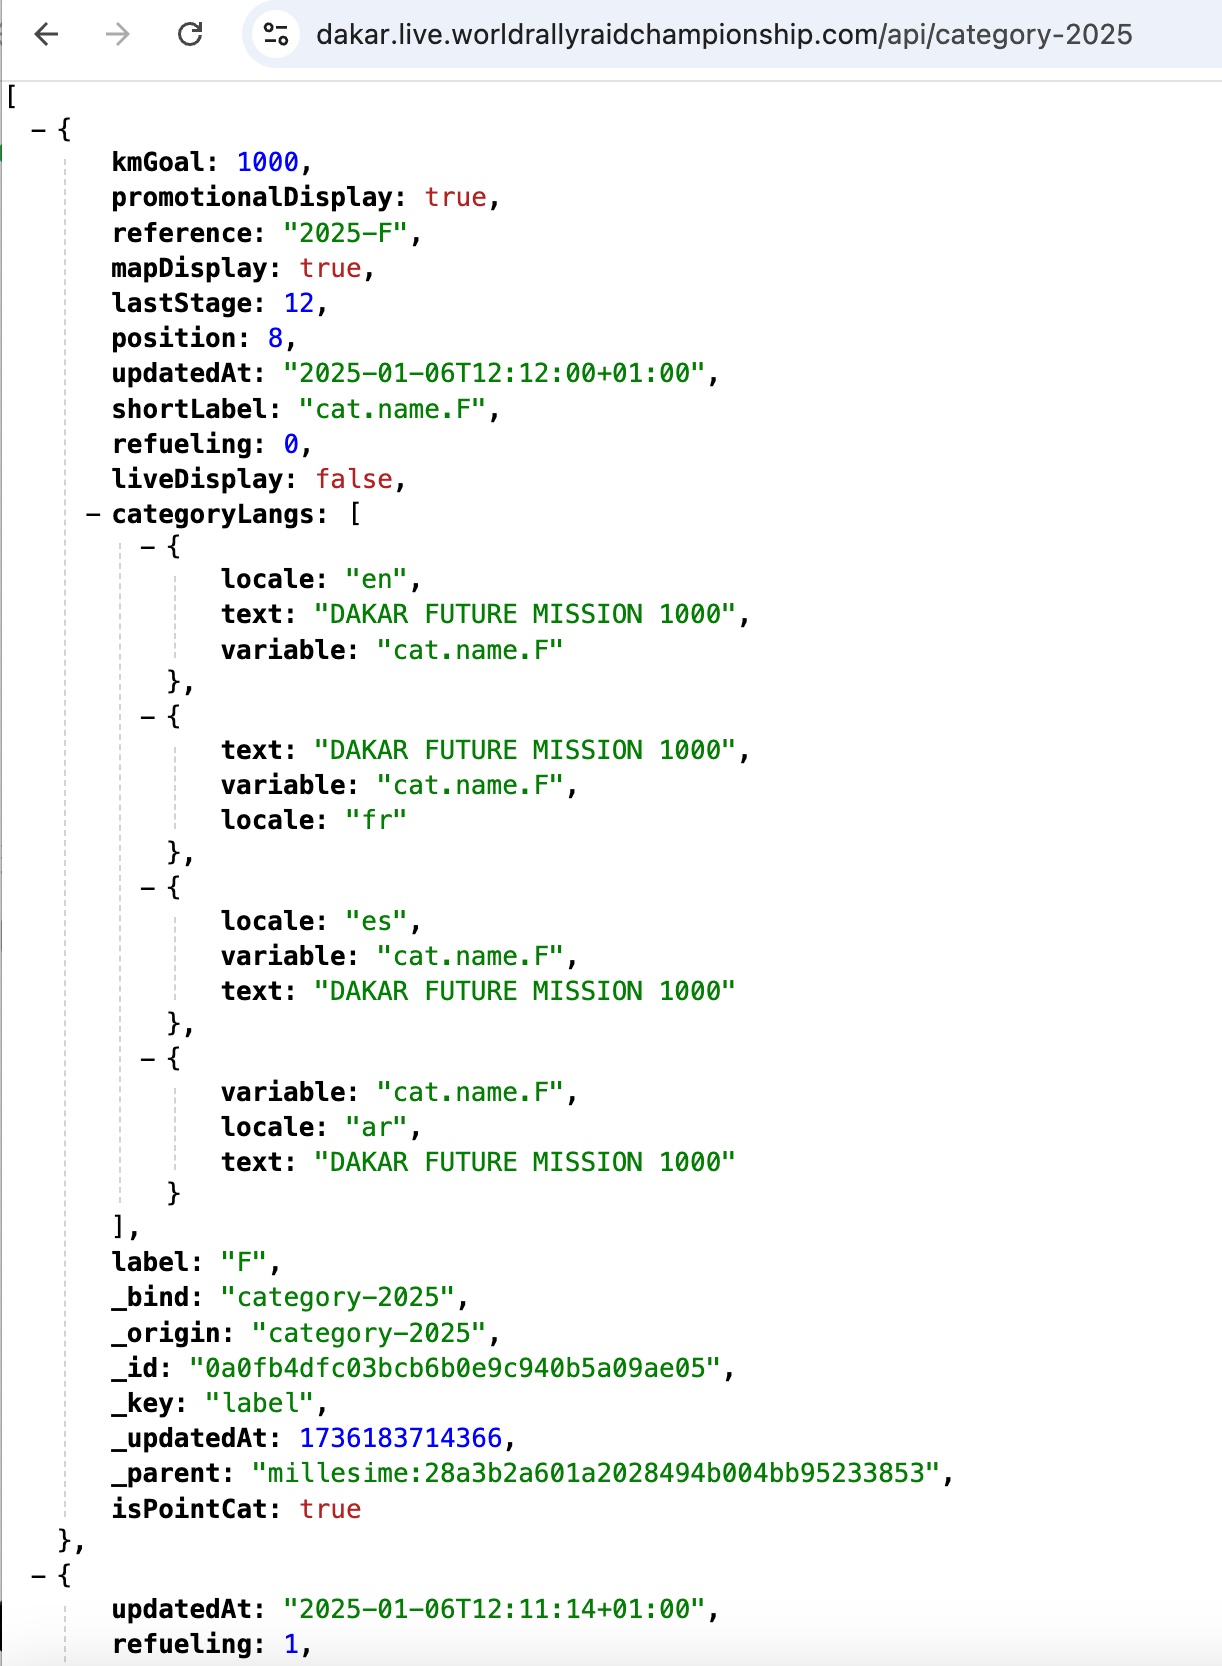 dakar.live.worldrallyraidchampionship.com/api/category-2025
[
− {
kmGoal: 1000,
promotionalDisplay: true,
reference: "2025-F",
mapDisplay: true,
lastStage: 12,
position: 8,
updatedAt: "2025-01-06T12:12:00+01:00",
shortLabel: "cat.name.F",
refueling: 0,
liveDisplay: false,
− categoryLangs: [
− {
locale: "en",
text: "DAKAR FUTURE MISSION 1000",
variable: "cat.name.F"
},
− {
text: "DAKAR FUTURE MISSION 1000",
variable: "cat.name.F",
locale: "fr"
},
− {
locale: "es",
variable: "cat.name.F",
text: "DAKAR FUTURE MISSION 1000"
},
− {
variable: "cat.name.F",
locale: "ar",
text: "DAKAR FUTURE MISSION 1000"
}
],
label: "F",
_bind: "category-2025",
_origin: "category-2025",
_id: "0a0fb4dfc03bcb6b0e9c940b5a09ae05",
_key: "label",
_updatedAt: 1736183714366,
_parent: "millesime:28a3b2a601a2028494b004bb95233853",
isPointCat: true
},
− {
updatedAt: "2025-01-06T12:11:14+01:00",
refueling: 1,